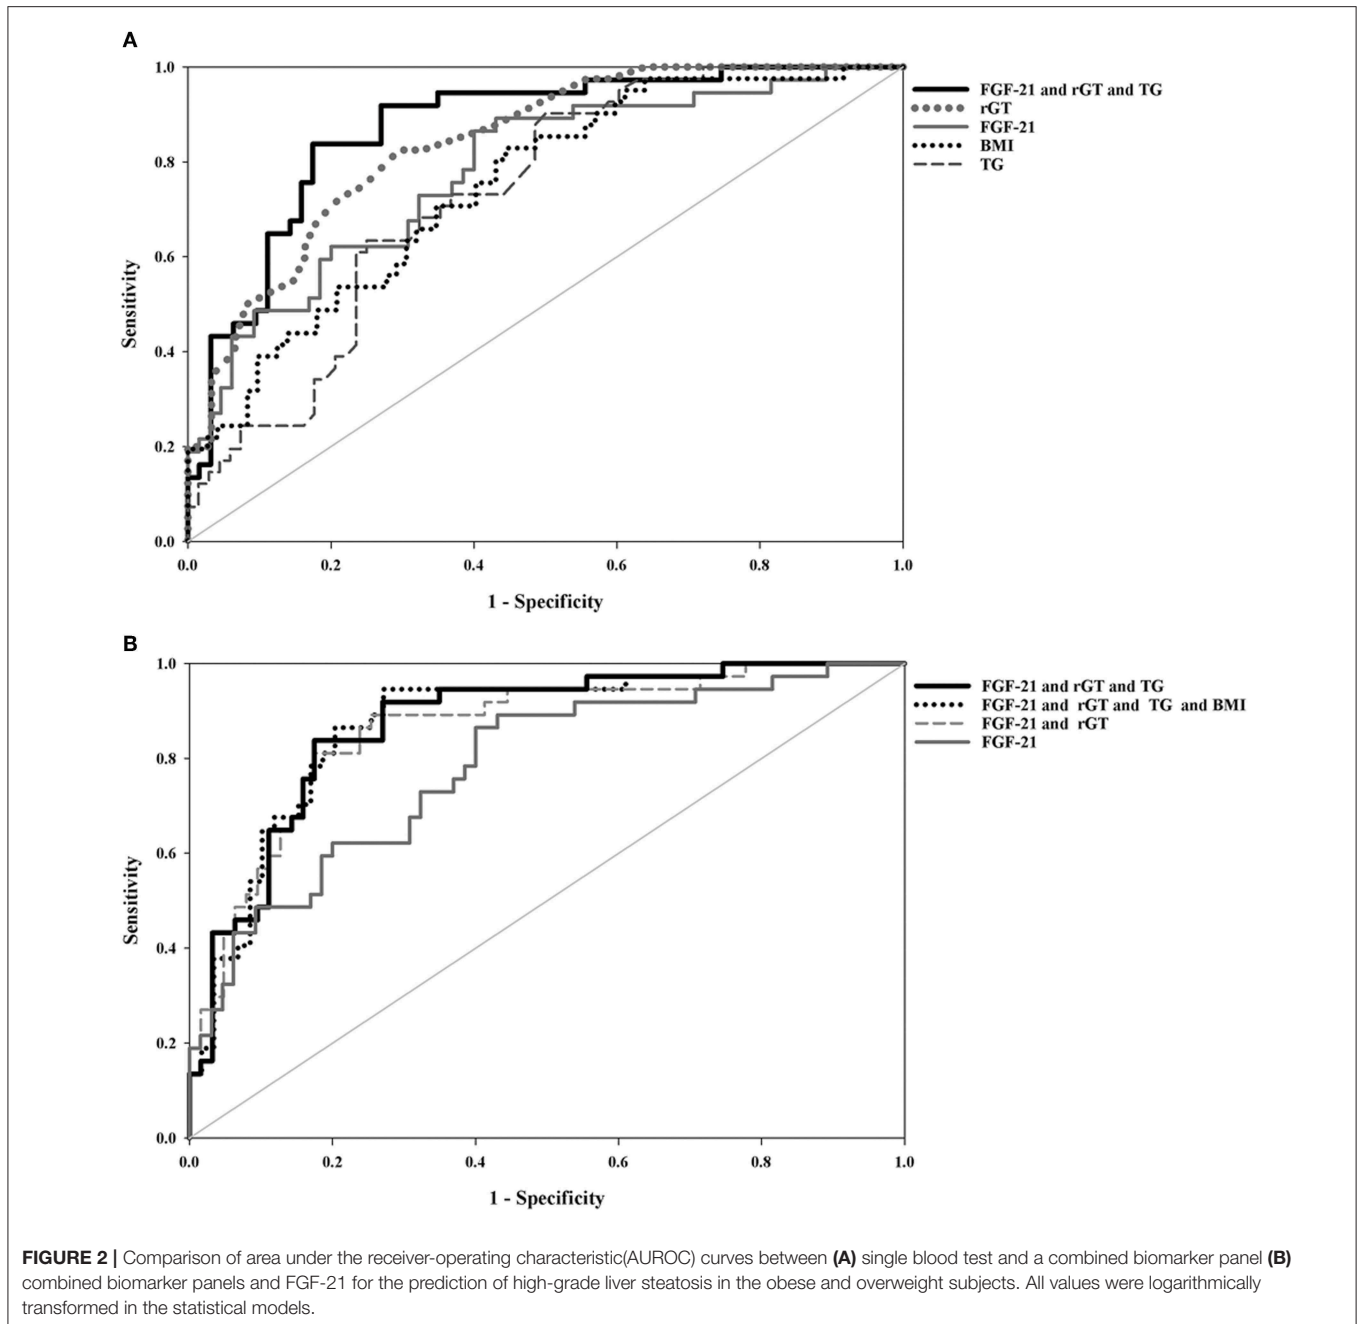 A
1.0
0.8
0.6
0.4
0.2
0.0
Sensitivity
0.0 0.2 0.4 0.6 0.8 1.0
1 - Specificity
FGF-21 and rGT and TG
rGT
FGF-21
BMI
TG
B
1.0
0.8
0.6
0.4
0.2
0.0
Sensitivity
0.0 0.2 0.4 0.6 0.8 1.0
1 - Specificity
FGF-21 and rGT and TG
FGF-21 and rGT and TG and BMI
FGF-21 and rGT
FGF-21
FIGURE 2 | Comparison of area under the receiver-operating characteristic(AUROC) curves between (A) single blood test and a combined biomarker panel (B)
combined biomarker panels and FGF-21 for the prediction of high-grade liver steatosis in the obese and overweight subjects. All values were logarithmically
transformed in the statistical models.